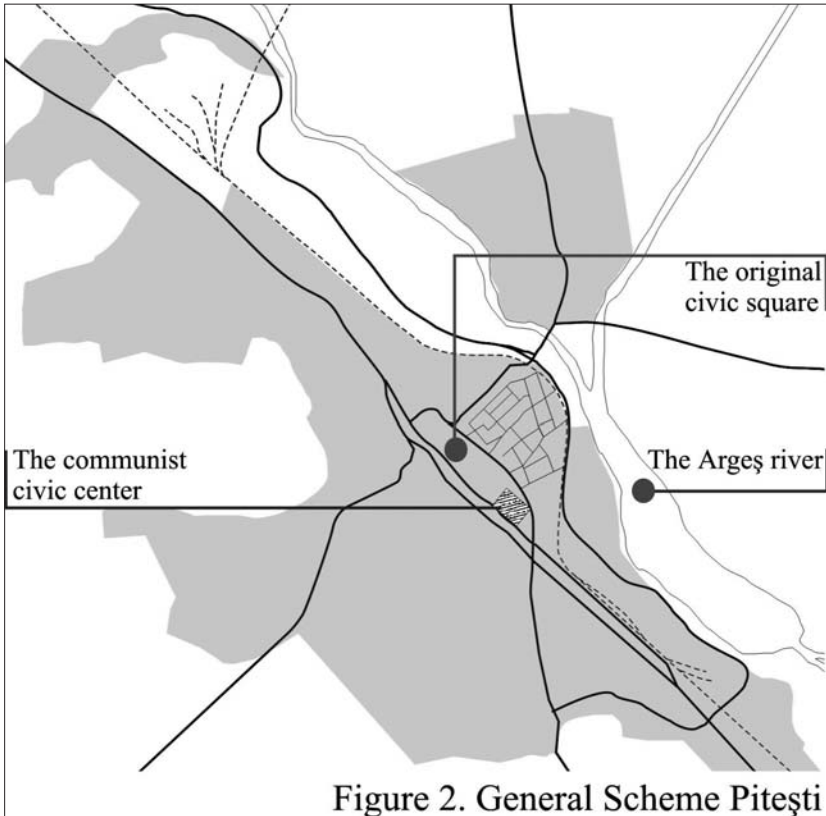 The original
civic square
The communist
civic center
The Argeş river
Figure 2. General Scheme Piteşti